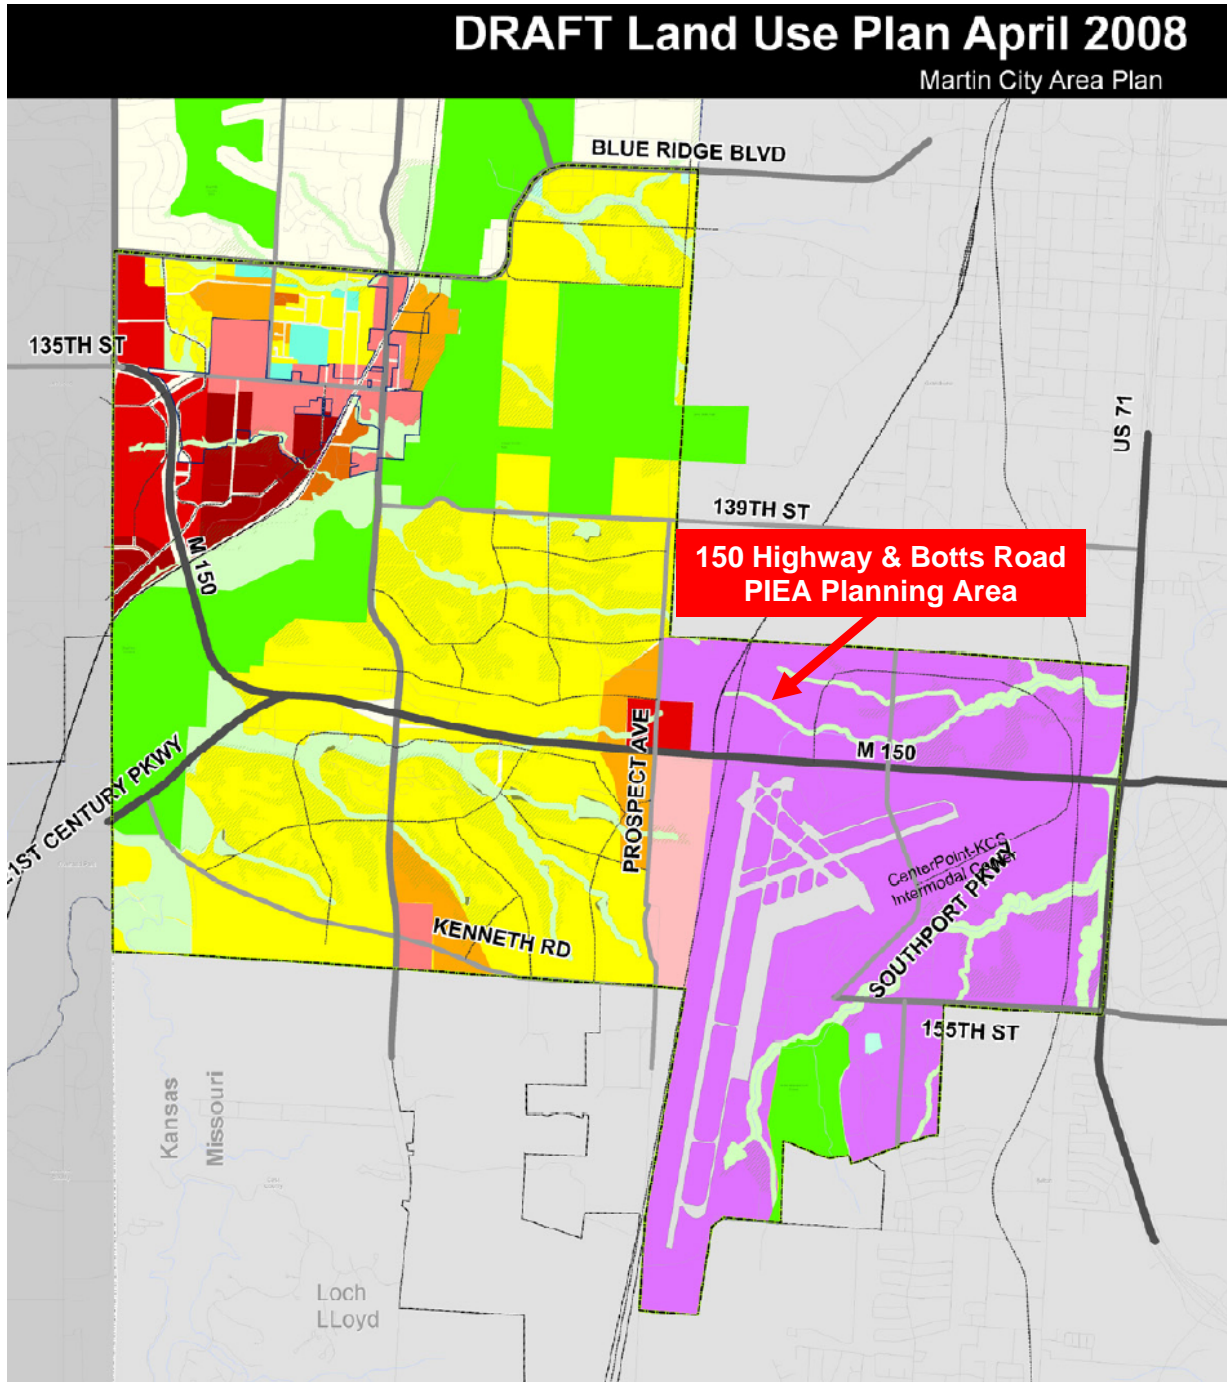 DRAFT Land Use Plan April 2008
Martin City Area Plan
BLUE RIDGE BLVD
135TH ST
US 71
139TH ST
150 Highway & Botts Road
PIEA Planning Area
M 150
M 150
21ST CENTURY PKWY
PROSPECT AVE
CenterPoint-KCS
Intermodal Center
SOUTHPORT PKWY
KENNETH RD
155TH ST
Kansas
Missouri
Loch
LLoyd